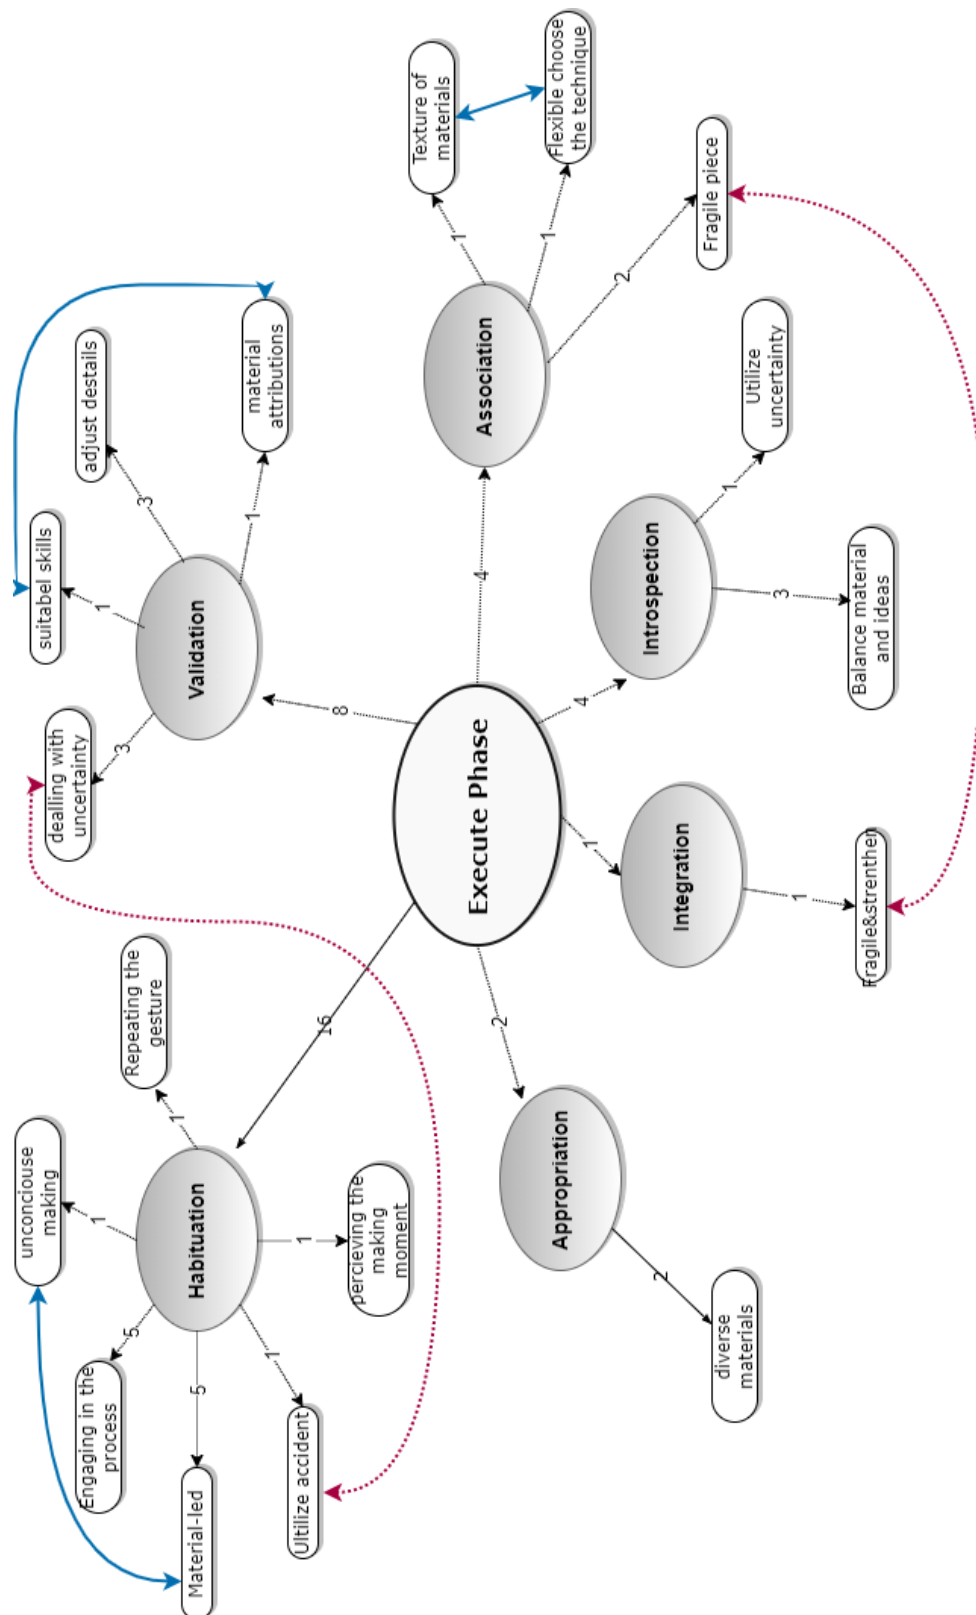 unconciouse
making
Engaging in the
process
Material-led
Ultilize accident
percieving the
making
moment
Repeating the
gesture
Habituation
1
5
5
1
1
1
16
dealling with
uncertainty
suitabel skills
adjust destails
material
attributions
Validation
3
1
3
1
8
Execute Phase
Texture of
materials
Flexible choose
the technique
Fragile piece
Association
1
1
2
4
Utilize
uncertainty
Balance material
and ideas
Introspection
1
3
4
Integration
1
1
Fragile&strenthen
Appropriation
2
2
diverse
materials